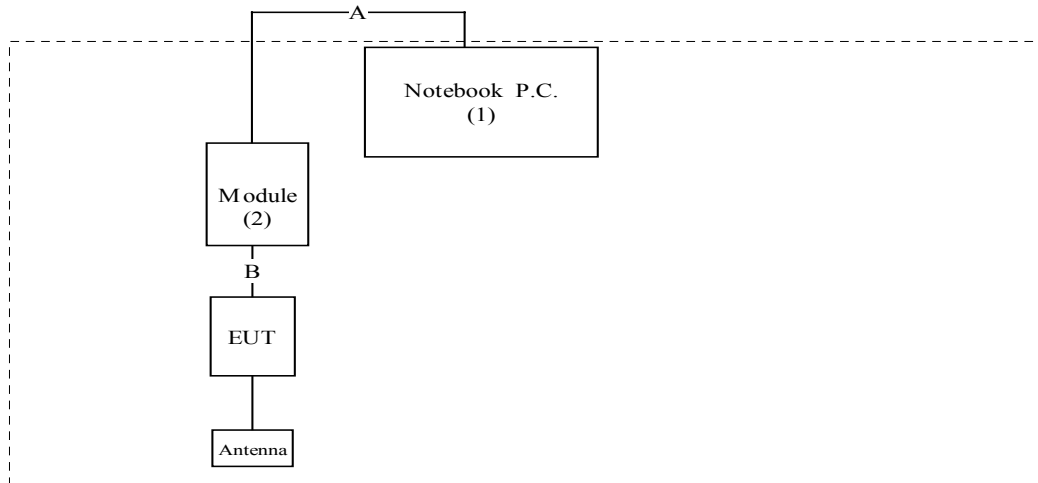 A
Notebook P.C.
(1)
Module
(2)
B
EUT
Antenna